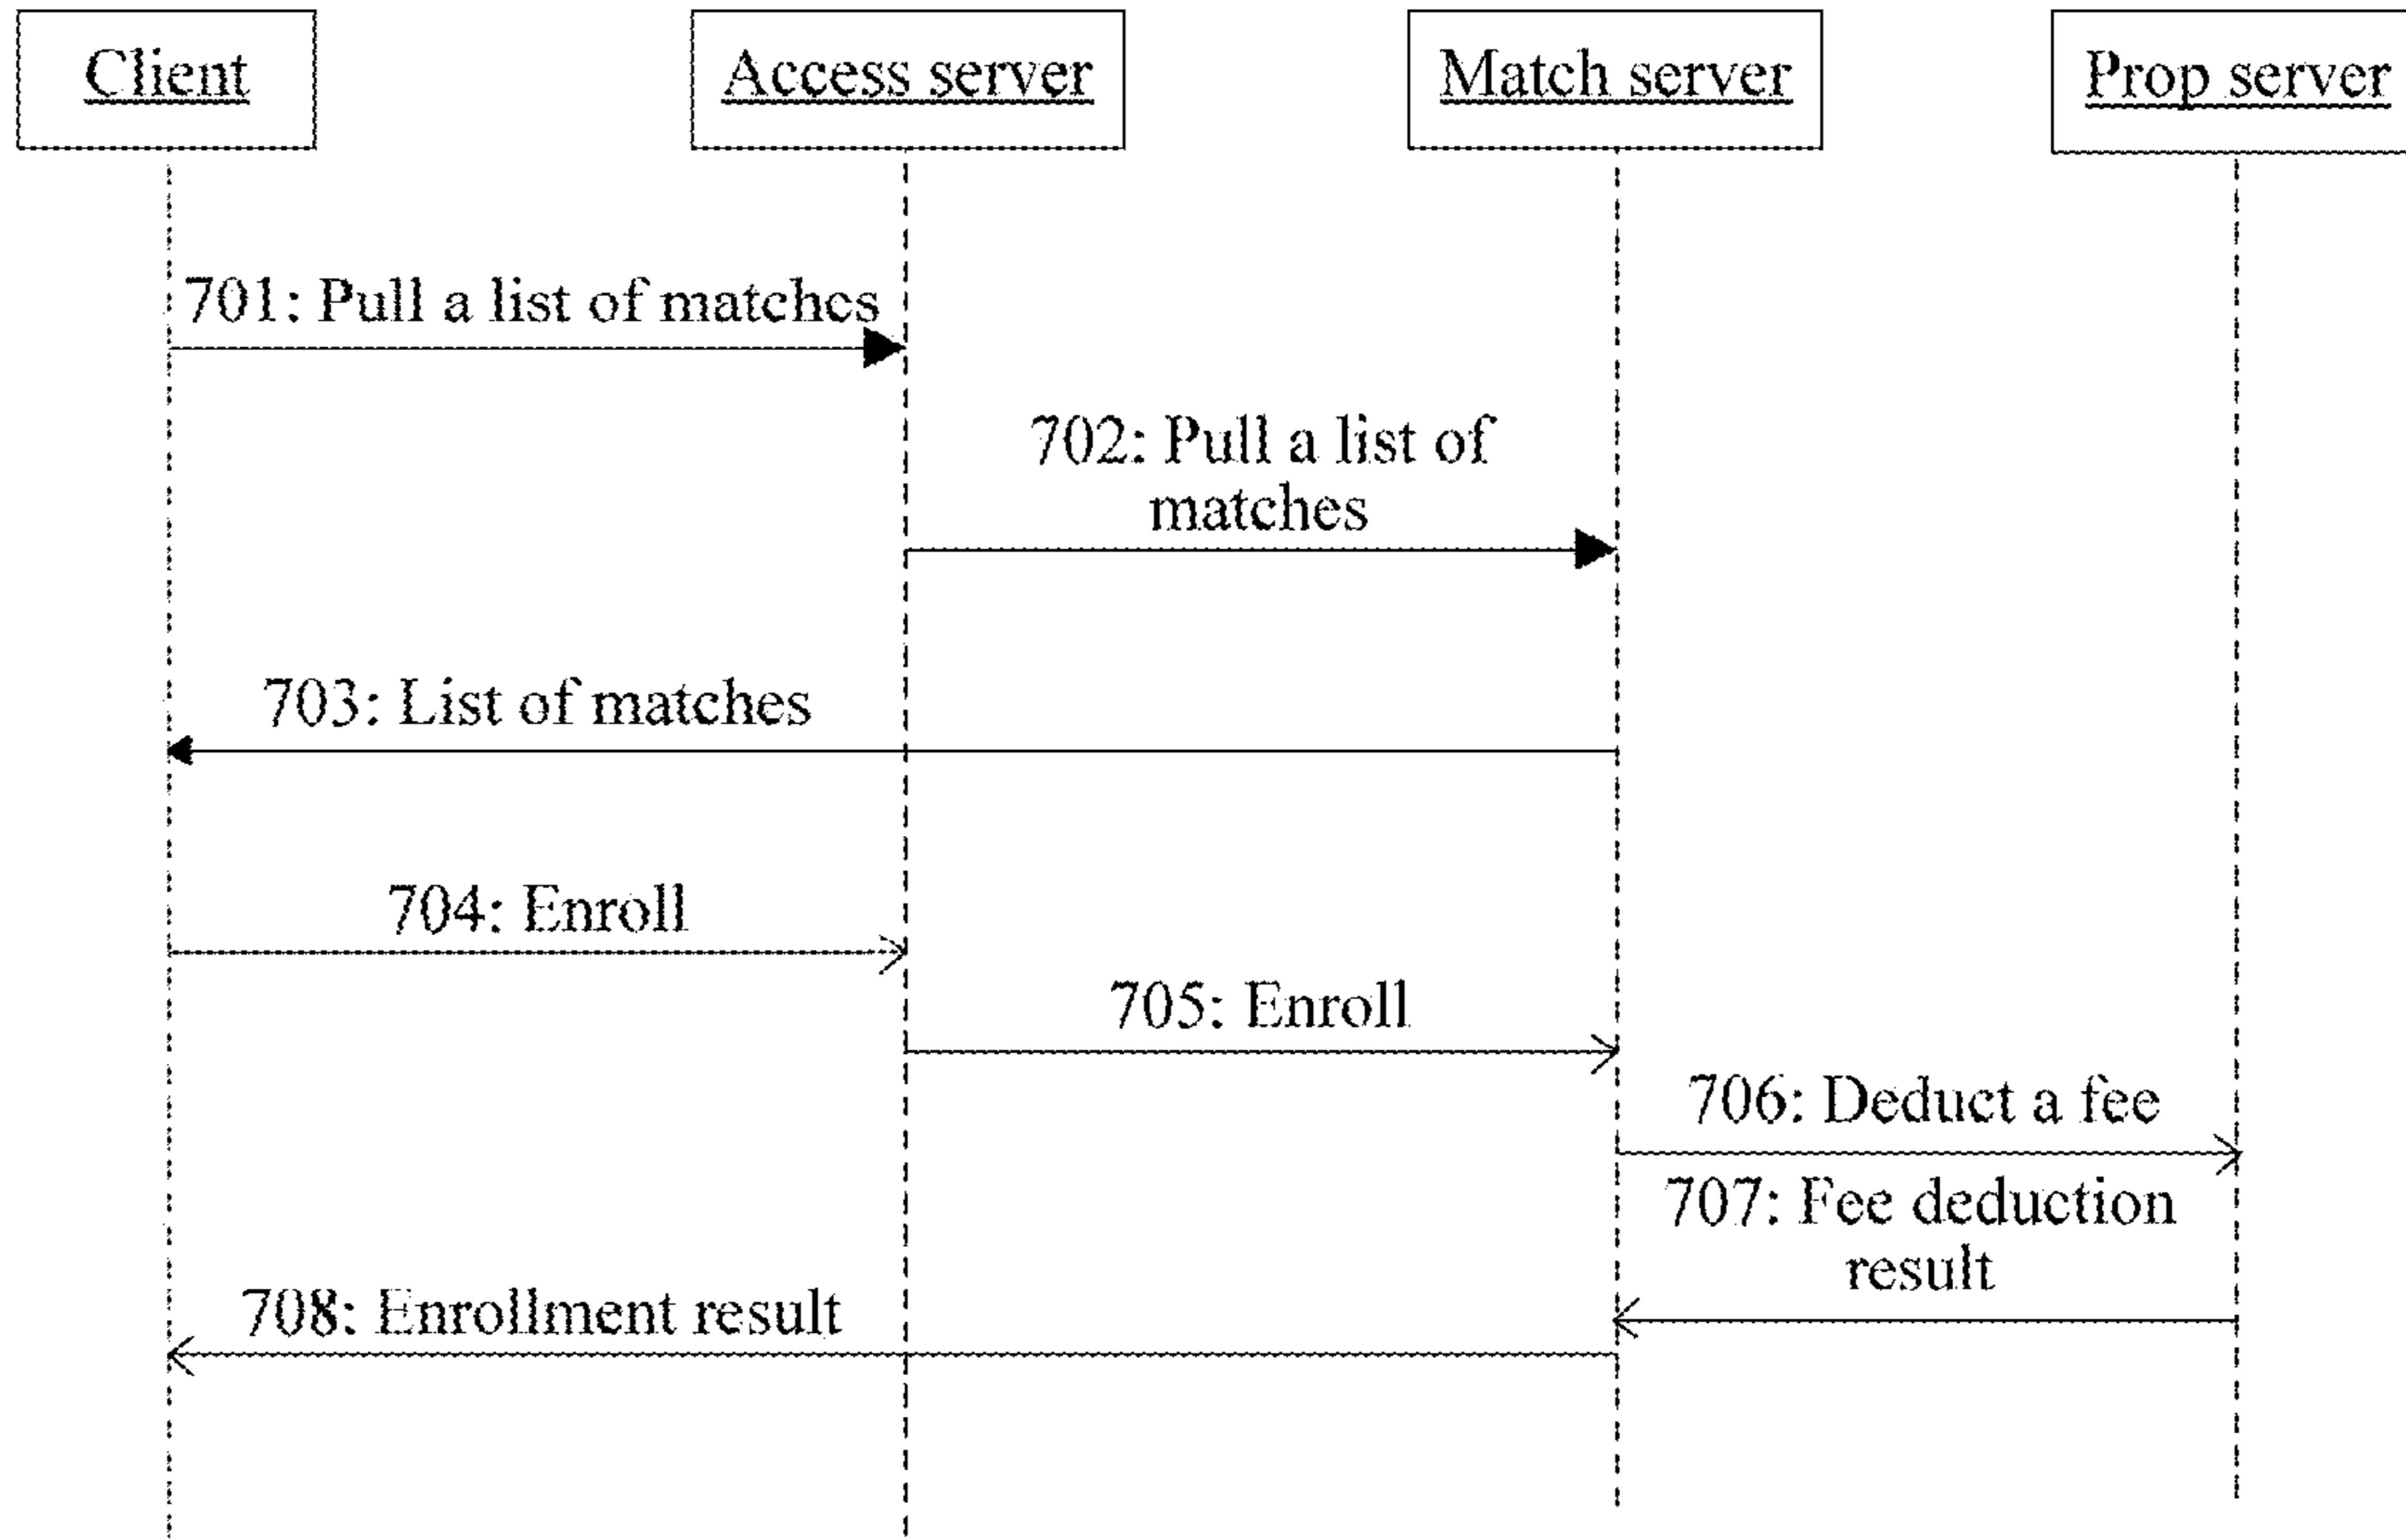 Client
Access server
Match server
Prop server
701: Pull a list of matches
702: Pull a list of
matches
703: List of matches
704: Enroll
705: Enroll
706: Deduct a fee
707: Fee deduction
result
708: Enrollment result